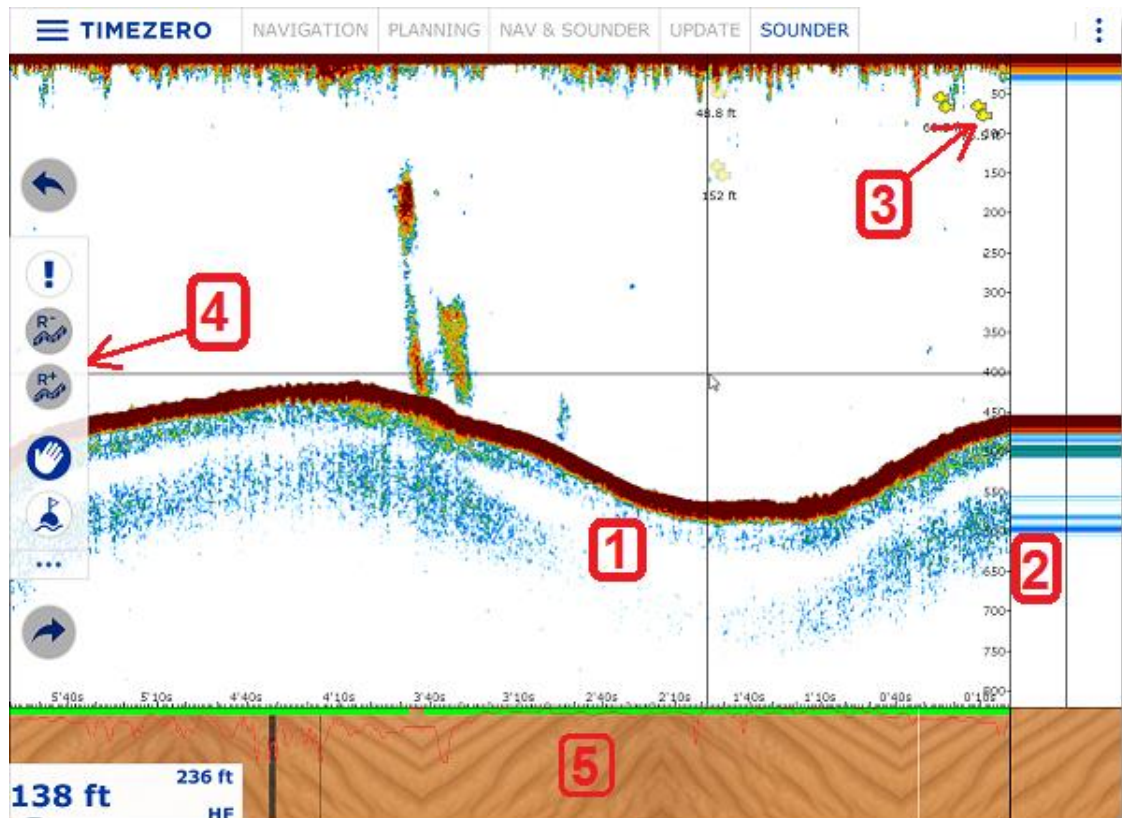 TIMEZERO NAVIGATION PLANNING NAV & SOUNDER UPDATE SOUNDER
50
48.8 ft
100
3
150
152 ft
200
250
!
4
300
R-
350
R+
400
450
1
550
2
650
700
750
800
5'40s 5'10s 4'40s 4'10s 3'40s 3'10s 2'40s 2'10s 1'40s 1'10s 0'40s 0'10s
5
236 ft
138 ft
HF